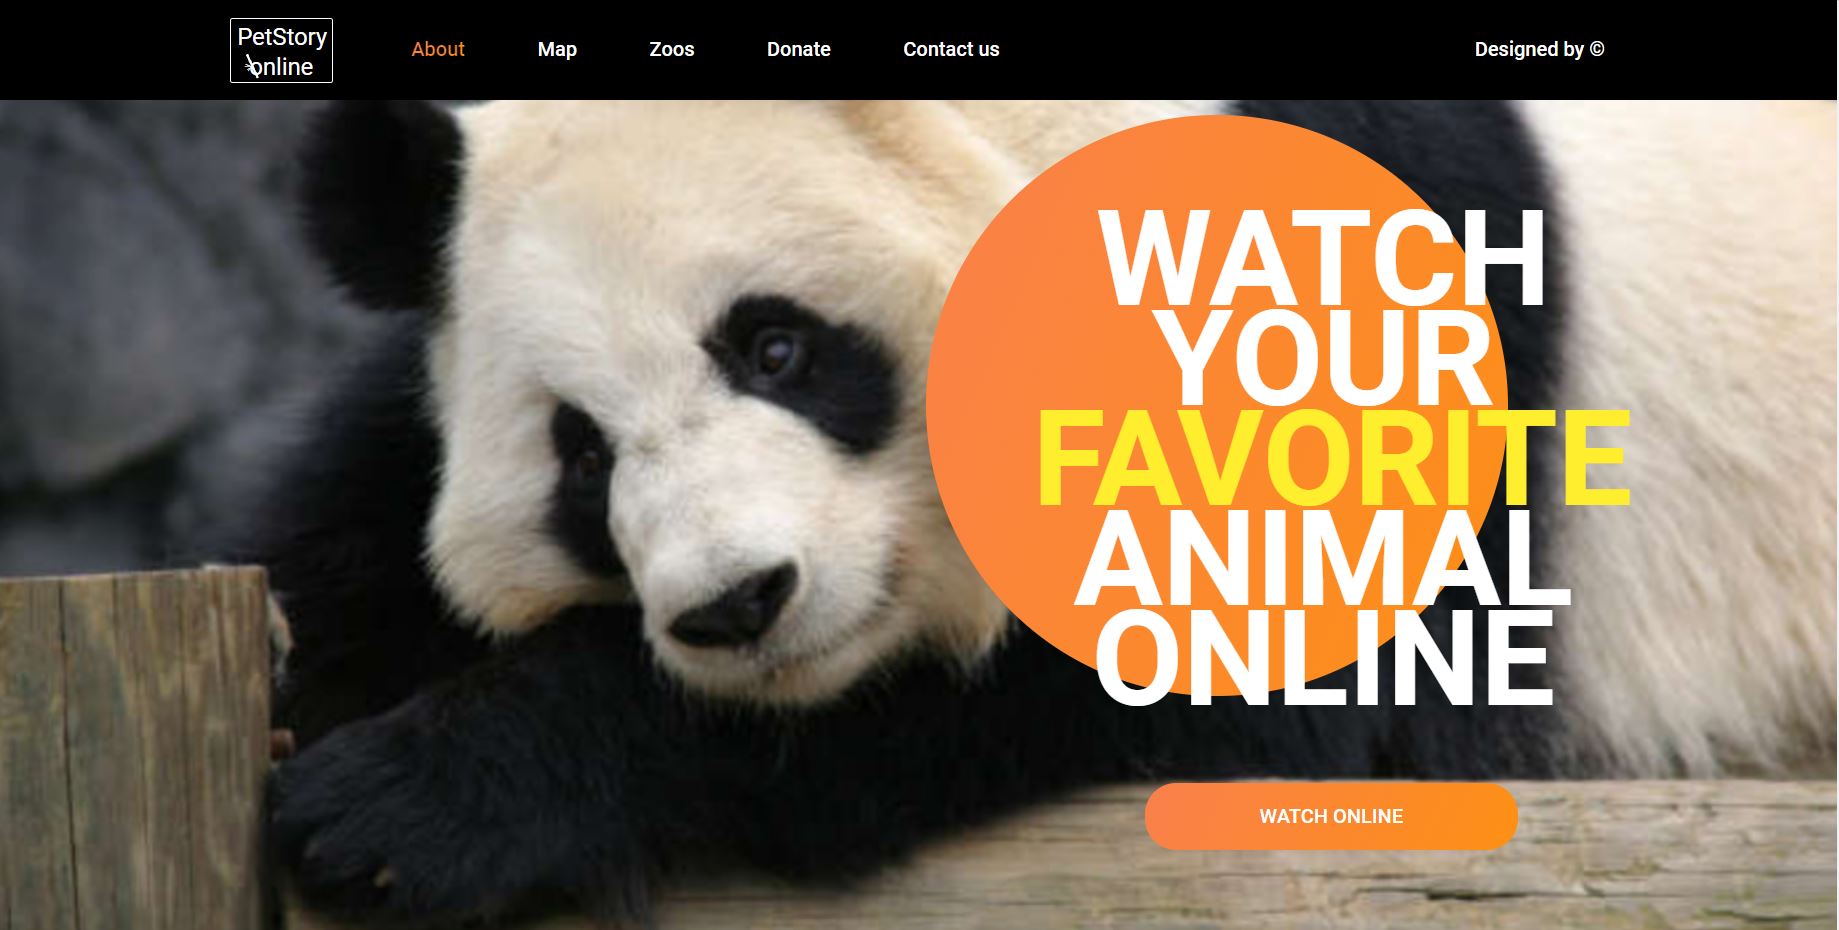 PetStory
online
About
Map
Zoos
Donate
Contact us
Designed by ©
WATCH
YOUR
FAVORITE
ANIMAL
ONLINE
WATCH ONLINE